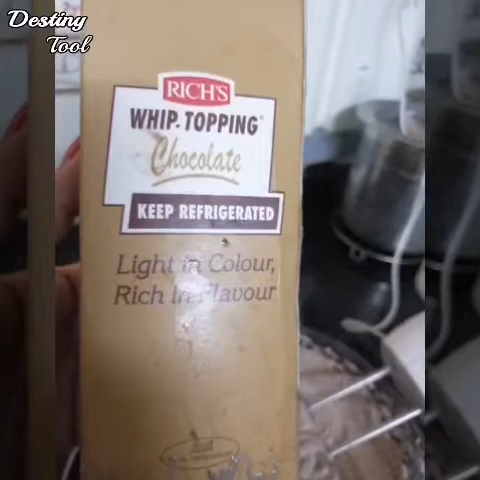 Destiny
Tool
RICH'S
WHIP-TOPPING
Chocolate
KEEP REFRIGERATED
Light in Colour,
Rich in Flavour